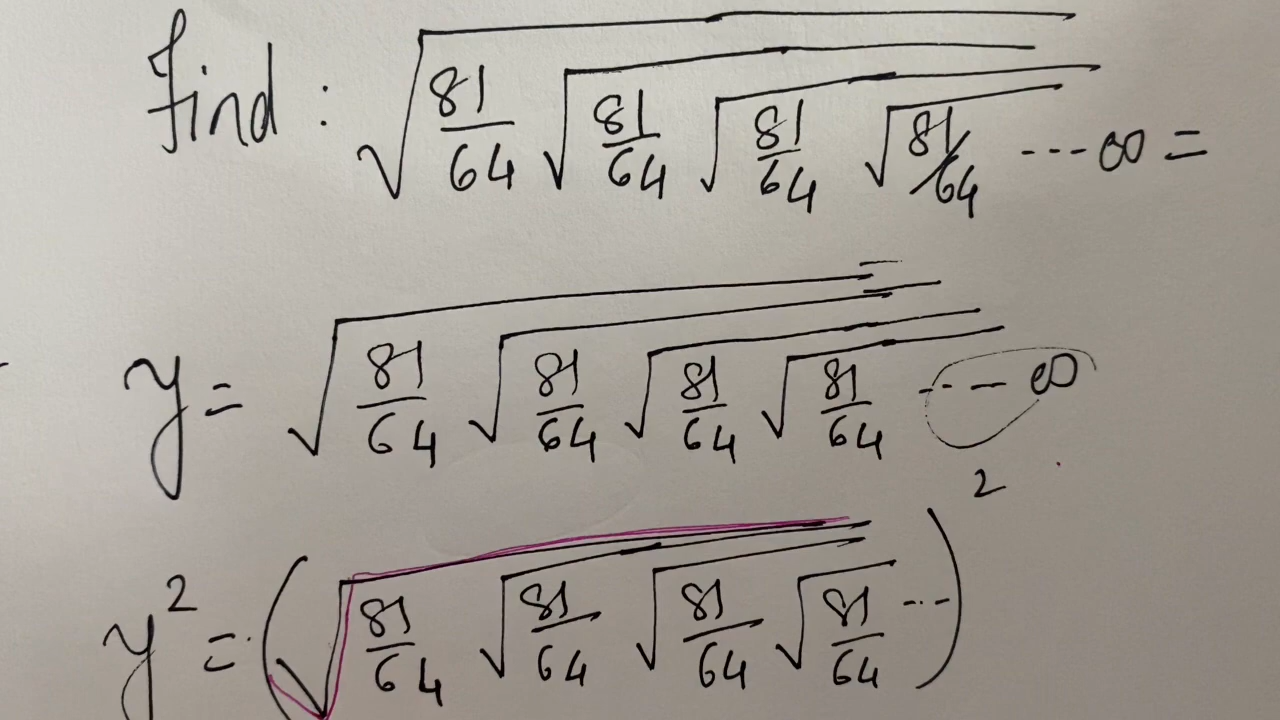 find : √(81/64 √(81/64 √(81/64 √(81/64 ---∞ =
y = √(81/64 √(81/64 √(81/64 √(81/64 ---- ∞
y² = (√(81/64 √(81/64 √(81/64 √(81/64 ---)²